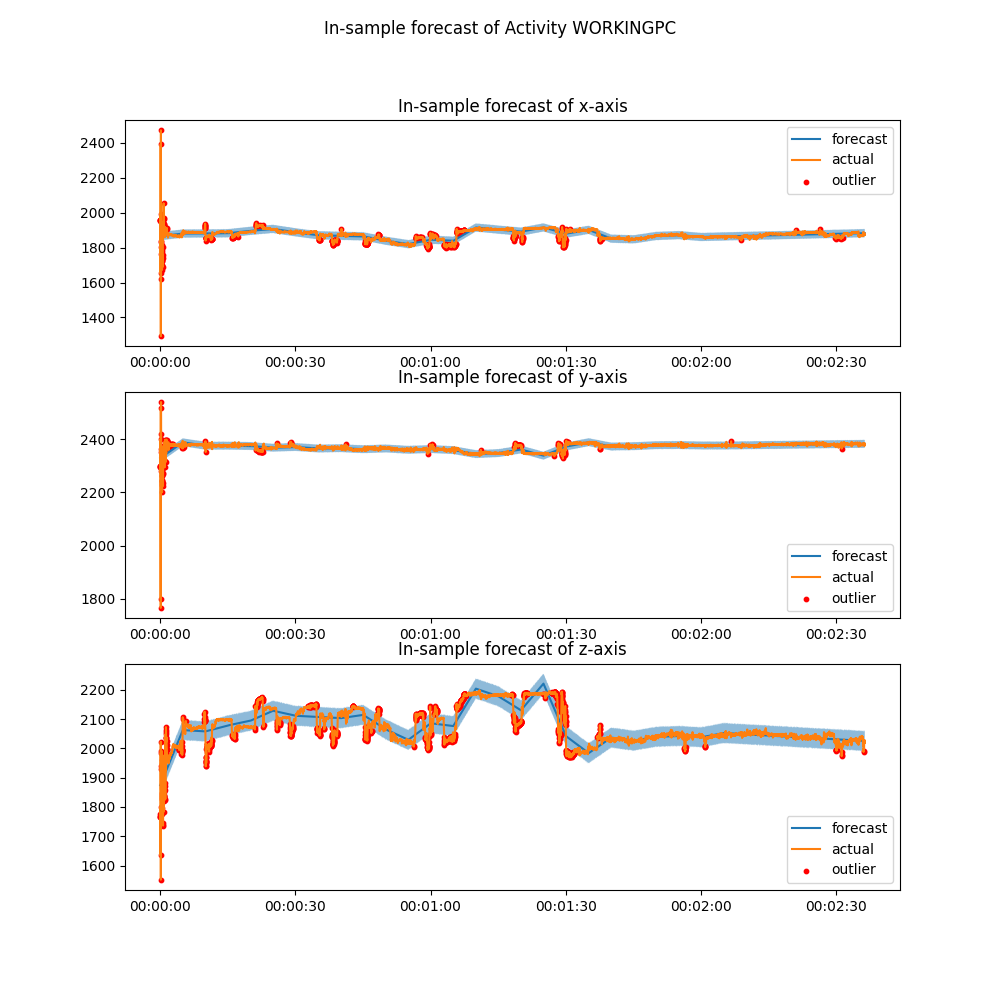 In-sample forecast of Activity WORKINGPC
In-sample forecast of x-axis
2400
2200
2000
1800
1600
1400
forecast
actual
outlier
00:00:00 00:00:30 00:01:00 00:01:30 00:02:00 00:02:30
In-sample forecast of y-axis
2400
2200
2000
1800
forecast
actual
outlier
00:00:00 00:00:30 00:01:00 00:01:30 00:02:00 00:02:30
In-sample forecast of z-axis
2200
2100
2000
1900
1800
1700
1600
forecast
actual
outlier
00:00:00 00:00:30 00:01:00 00:01:30 00:02:00 00:02:30